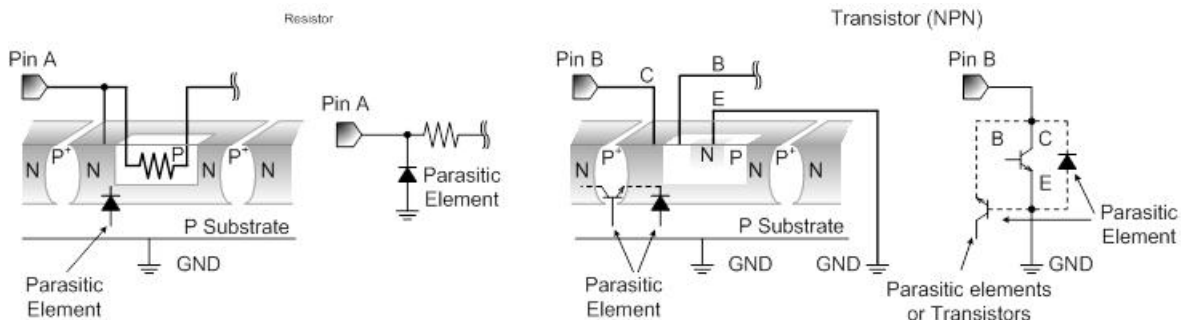 Resistor
Pin A
N
P+
N
P
N
P+
N
P Substrate
GND
Parasitic
Element
Pin A
Parasitic
Element
Transistor (NPN)
Pin B
C
B
E
N
P+
N
N
P
N
P+
N
P Substrate
GND
GND
Parasitic
Element
Pin B
B
C
E
Parasitic
Element
GND
Parasitic elements
or Transistors